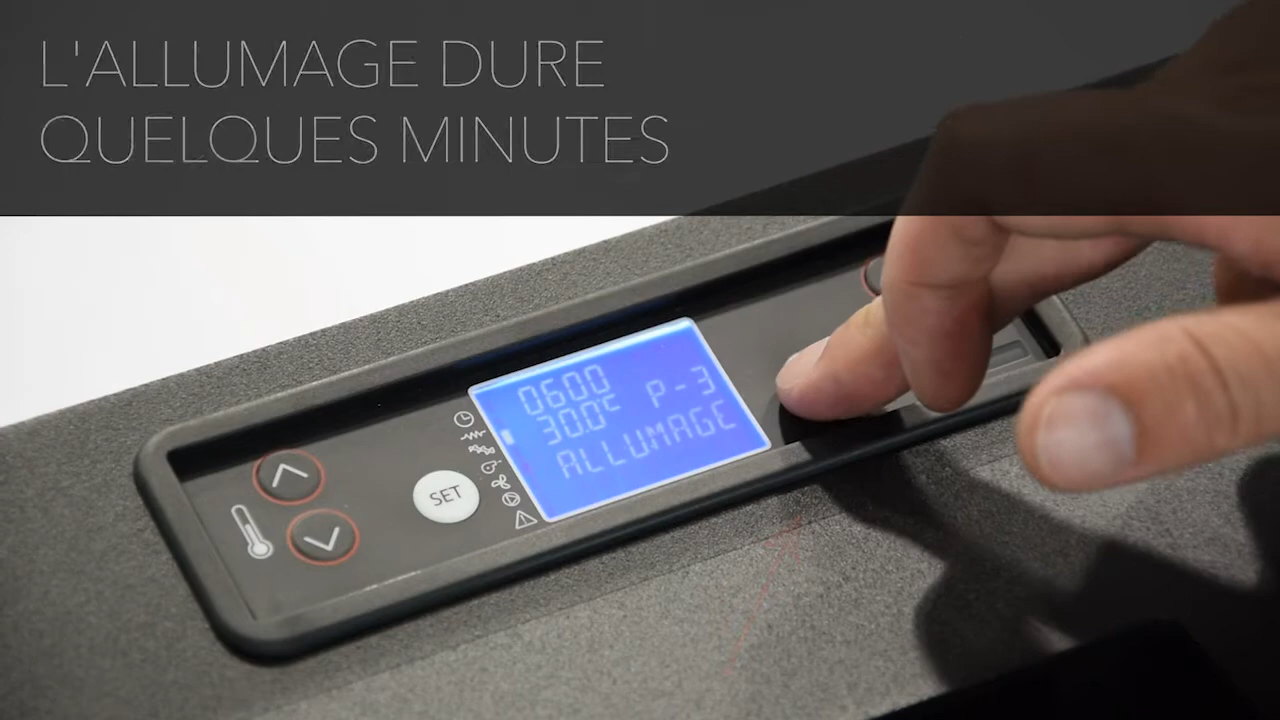 L'ALLUMAGE DURE
QUELQUES MINUTES
0600
30.0°C P-3
ALLUMAGE
SET